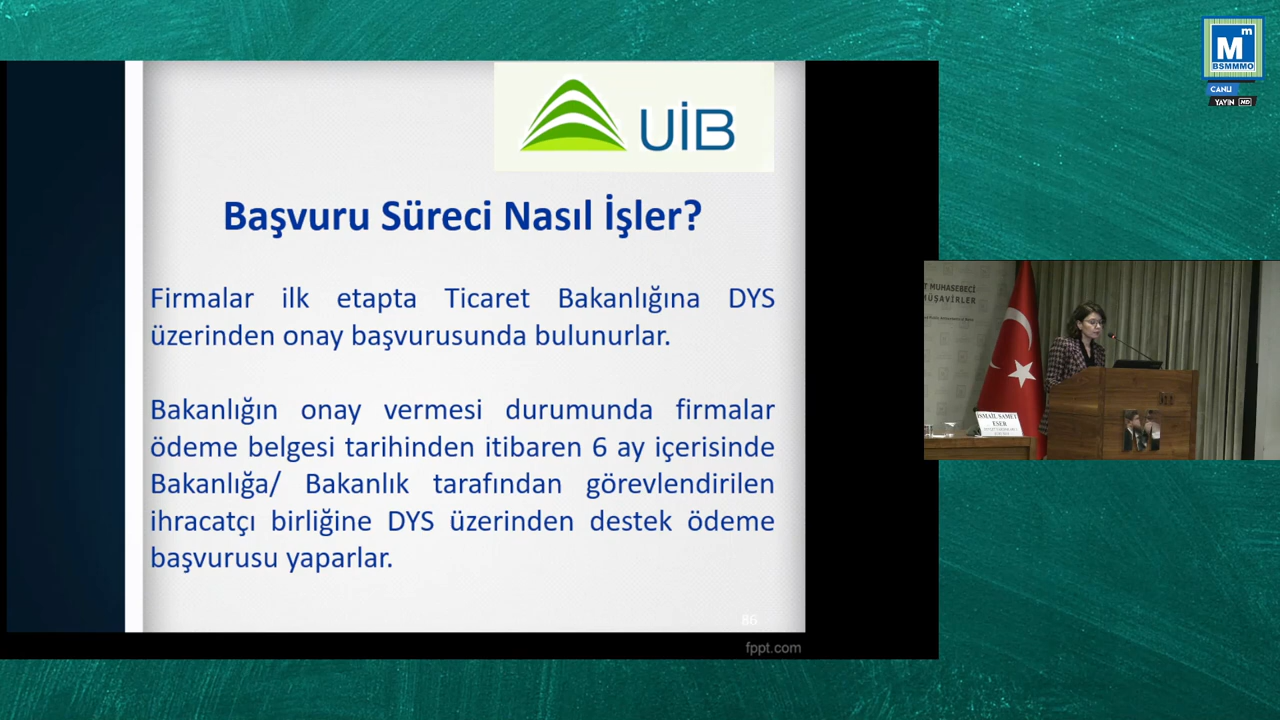 M m
BSMMMO
CANLI
YAYIN HD
UİB
Başvuru Süreci Nasıl İşler?
Firmalar ilk etapta Ticaret Bakanlığına DYS
üzerinden onay başvurusunda bulunurlar.
Bakanlığın onay vermesi durumunda firmalar
ödeme belgesi tarihinden itibaren 6 ay içerisinde
Bakanlığa/ Bakanlık tarafından görevlendirilen
ihracatçı birliğine DYS üzerinden destek ödeme
başvurusu yaparlar.
86
fppt.com
T MUHASEBECİ
MÜŞAVİRLER
İSMAİL SAMET
ESER